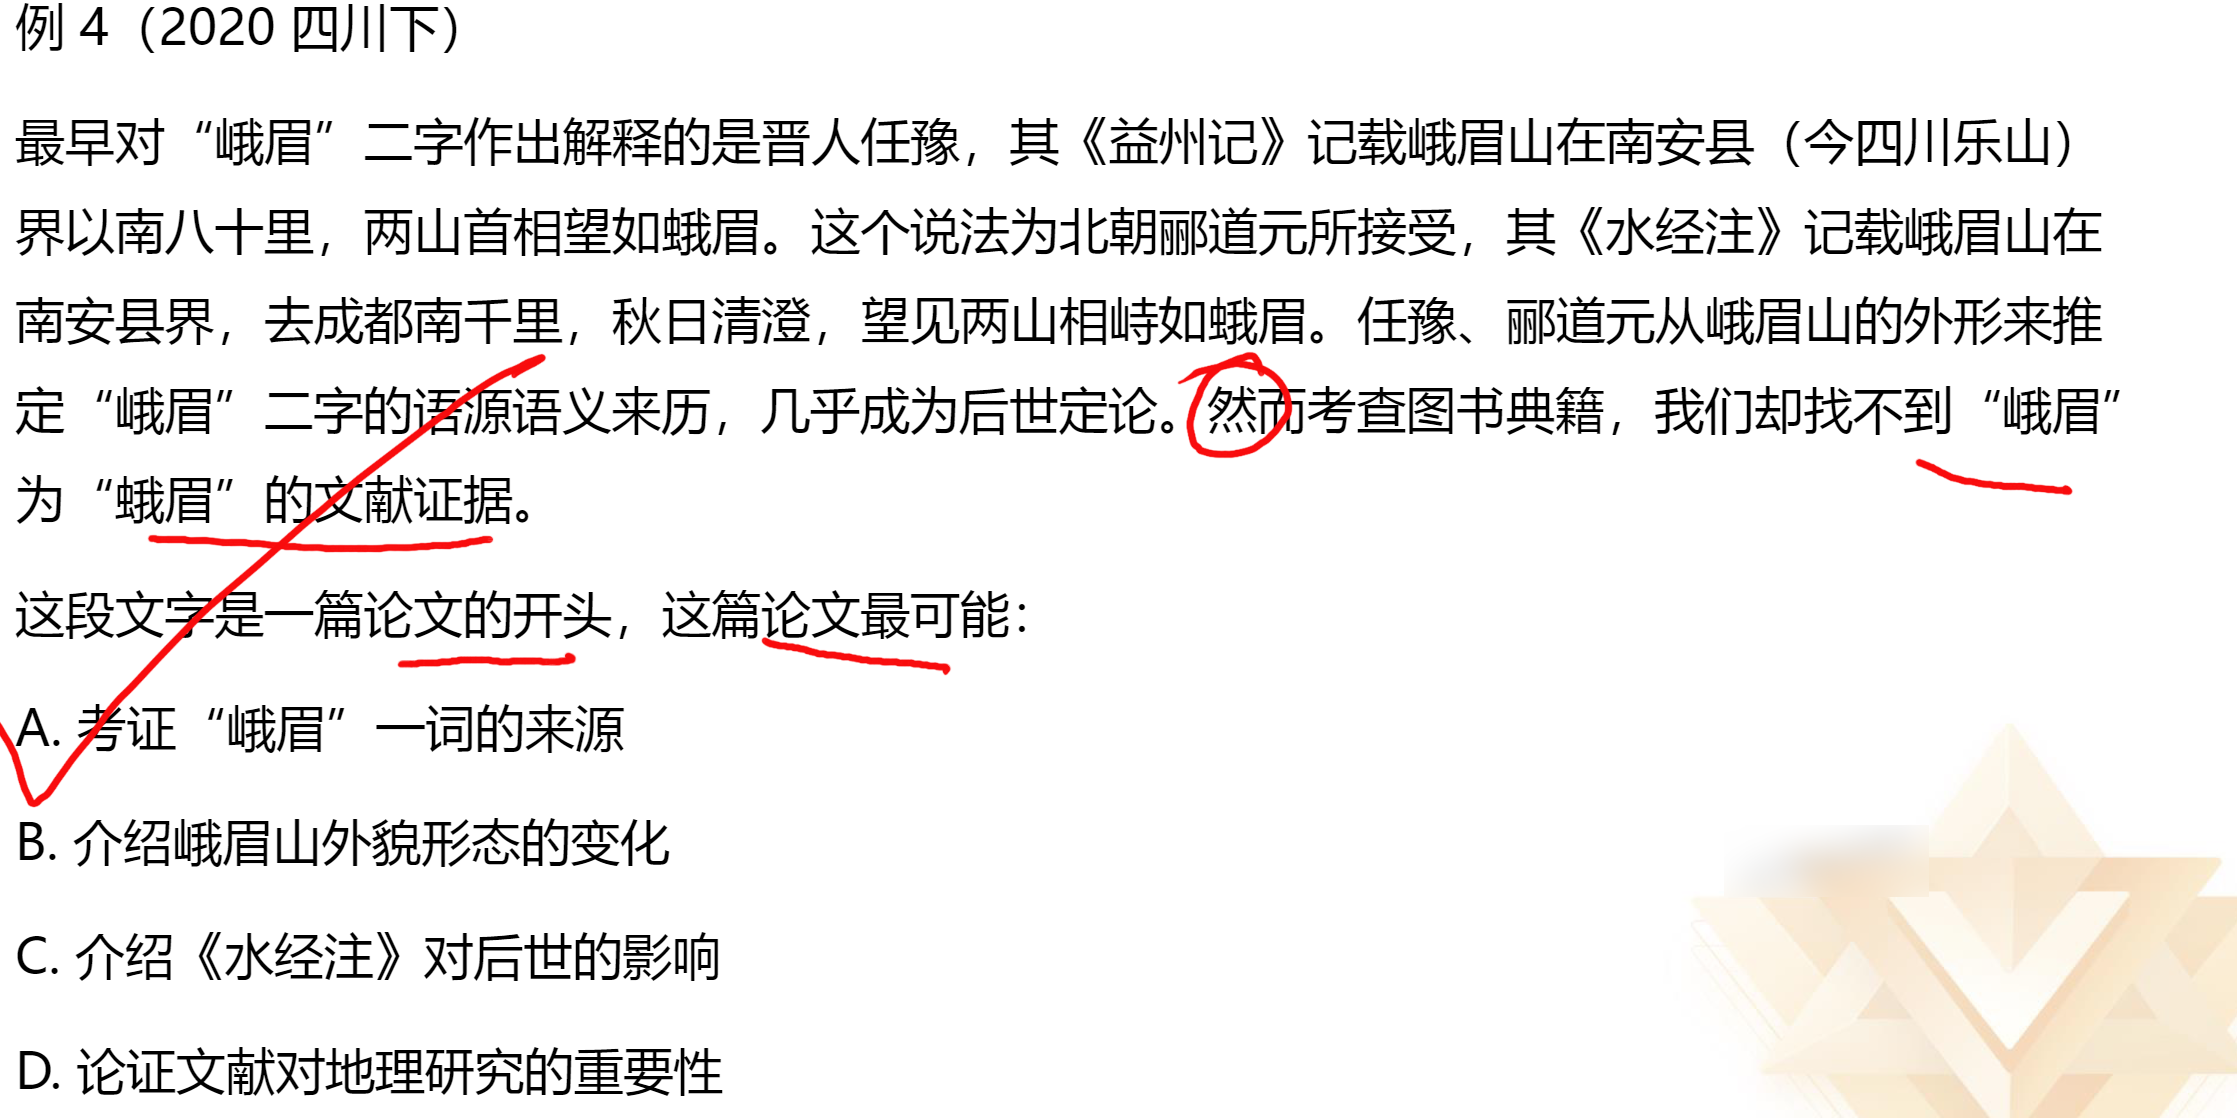 例 4（2020 四川下）
最早对“峨眉”二字作出解释的是晋人任豫，其《益州记》记载峨眉山在南安县（今四川乐山）
界以南八十里，两山首相望如蛾眉。这个说法为北朝郦道元所接受，其《水经注》记载峨眉山在
南安县界，去成都南千里，秋日清澄，望见两山相峙如蛾眉。任豫、郦道元从峨眉山的外形来推
定“峨眉”二字的语源语义来历，几乎成为后世定论。然而考查图书典籍，我们却找不到“峨眉”
为“蛾眉”的文献证据。
这段文字是一篇论文的开头，这篇论文最可能：
A. 考证“峨眉”一词的来源
B. 介绍峨眉山外貌形态的变化
C. 介绍《水经注》对后世的影响
D. 论证文献对地理研究的重要性